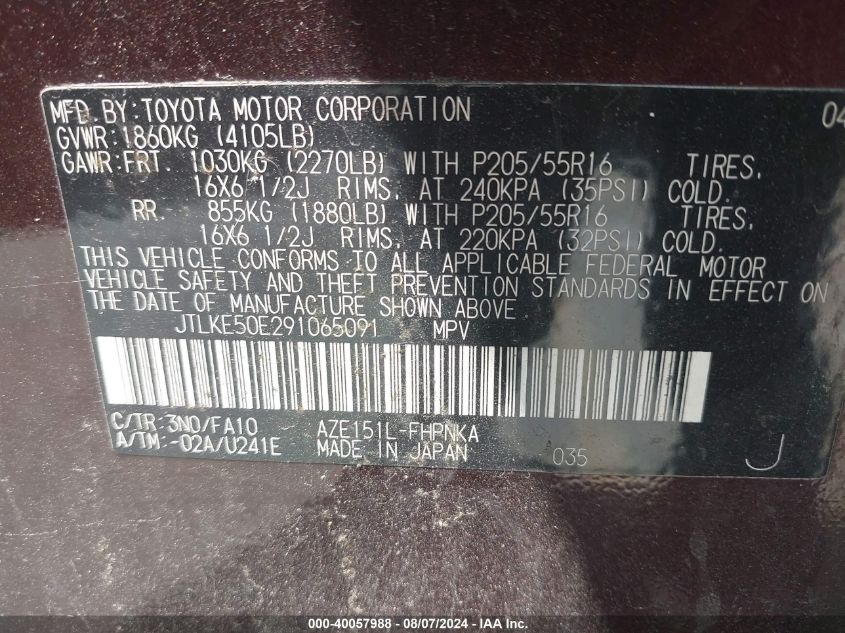 MFD. BY: TOYOTA MOTOR CORPORATION 04
GVWR: 1860KG (4105LB)
GAWR: FRT. 1030KG (2270LB) WITH P205/55R16 TIRES,
16X6 1/2J RIMS, AT 240KPA (35PSI) COLD.
RR. 855KG (1880LB) WITH P205/55R16 TIRES,
16X6 1/2J RIMS, AT 220KPA (32PSI) COLD.
THIS VEHICLE CONFORMS TO ALL APPLICABLE FEDERAL MOTOR
VEHICLE SAFETY AND THEFT PREVENTION STANDARDS IN EFFECT ON
THE DATE OF MANUFACTURE SHOWN ABOVE.
JTLKE50E291065091 MPV
C/TR: 3N0/FA10 AZE151L-FHPNKA
A/TM: -02A/U241E MADE IN JAPAN 035 J
000-40057988 - 08/07/2024 - IAA, Inc.